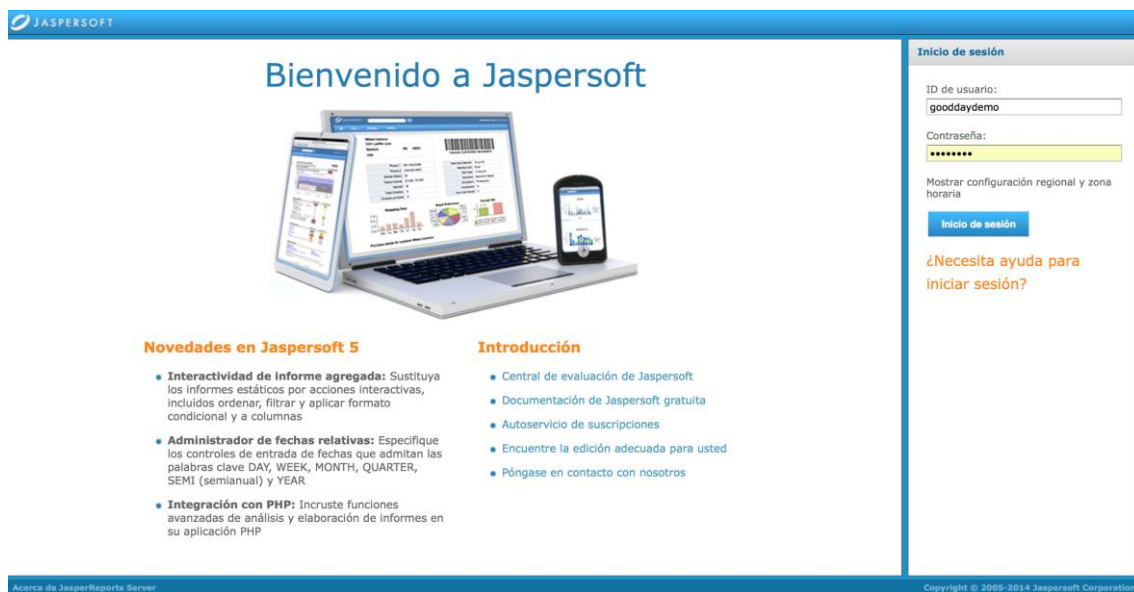 JASPERSOFT
Bienvenido a Jaspersoft
Novedades en Jaspersoft 5
Interactividad de informe agregada: Sustituya
los informes estáticos por acciones interactivas,
incluidos ordenar, filtrar y aplicar formato
condicional y a columnas
Administrador de fechas relativas: Especifique
los controles de entrada de fechas que admitan las
palabras clave DAY, WEEK, MONTH, QUARTER,
SEMI (semianual) y YEAR
Integración con PHP: Incruste funciones
avanzadas de análisis y elaboración de informes en
su aplicación PHP
Introducción
Central de evaluación de Jaspersoft
Documentación de Jaspersoft gratuita
Autoservicio de suscripciones
Encuentre la edición adecuada para usted
Póngase en contacto con nosotros
Inicio de sesión
ID de usuario:
gooddaydemo
Contraseña:
••••••••
Mostrar configuración regional y zona
horaria
Inicio de sesión
¿Necesita ayuda para
iniciar sesión?
Acerca de JasperReports Server
Copyright © 2005-2014 Jaspersoft Corporation